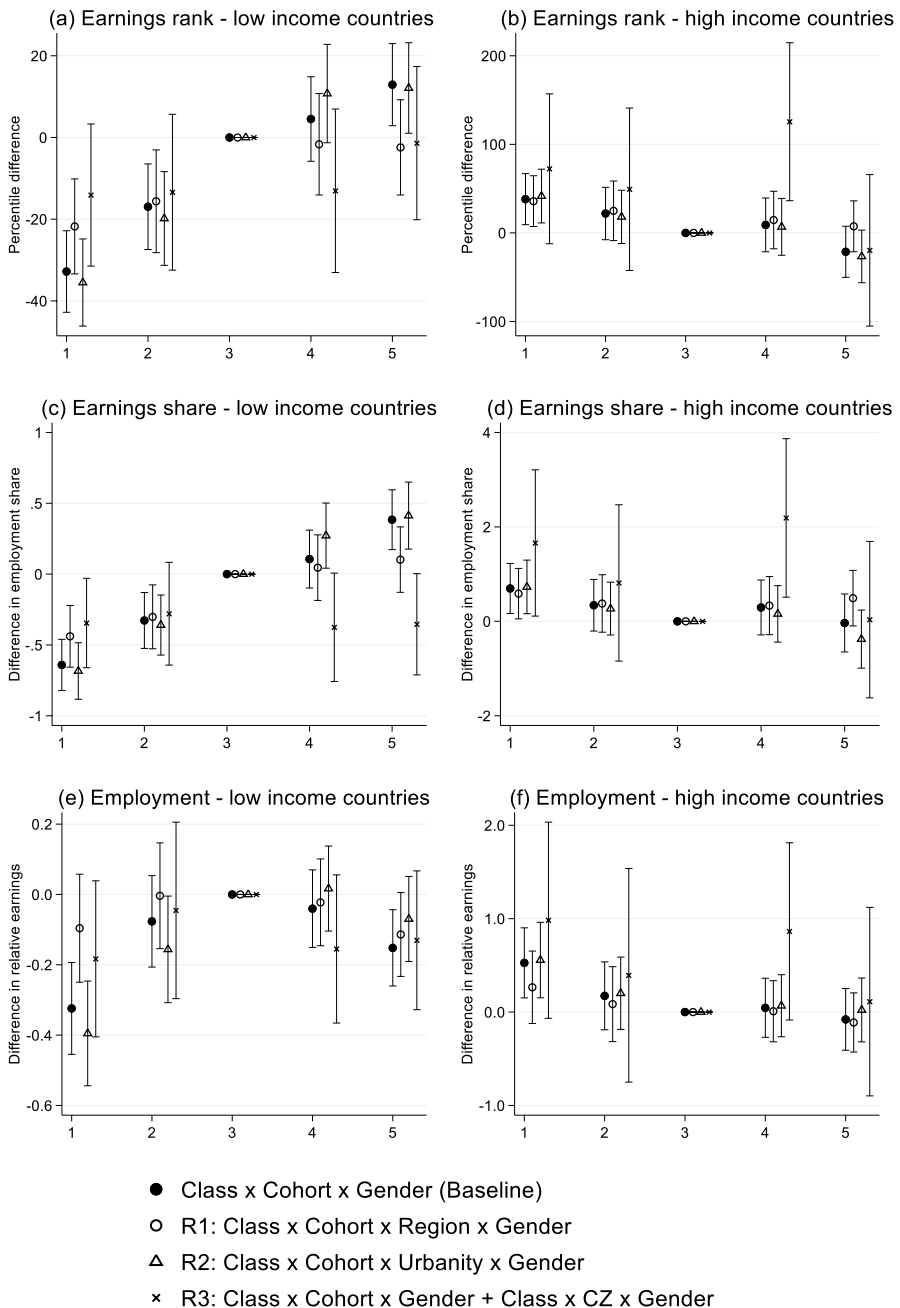 (a) Earnings rank - low income countries
Percentile difference
20
0
-20
-40
1 2 3 4 5
(b) Earnings rank - high income countries
Percentile difference
200
100
0
-100
1 2 3 4 5
(c) Earnings share - low income countries
Difference in employment share
1
.5
0
-.5
-1
1 2 3 4 5
(d) Earnings share - high income countries
Difference in employment share
4
2
0
-2
1 2 3 4 5
(e) Employment - low income countries
Difference in relative earnings
0.2
0.0
-0.2
-0.4
-0.6
1 2 3 4 5
(f) Employment - high income countries
Difference in relative earnings
2.0
1.0
0.0
-1.0
1 2 3 4 5
Class x Cohort x Gender (Baseline)
R1: Class x Cohort x Region x Gender
R2: Class x Cohort x Urbanity x Gender
R3: Class x Cohort x Gender + Class x CZ x Gender